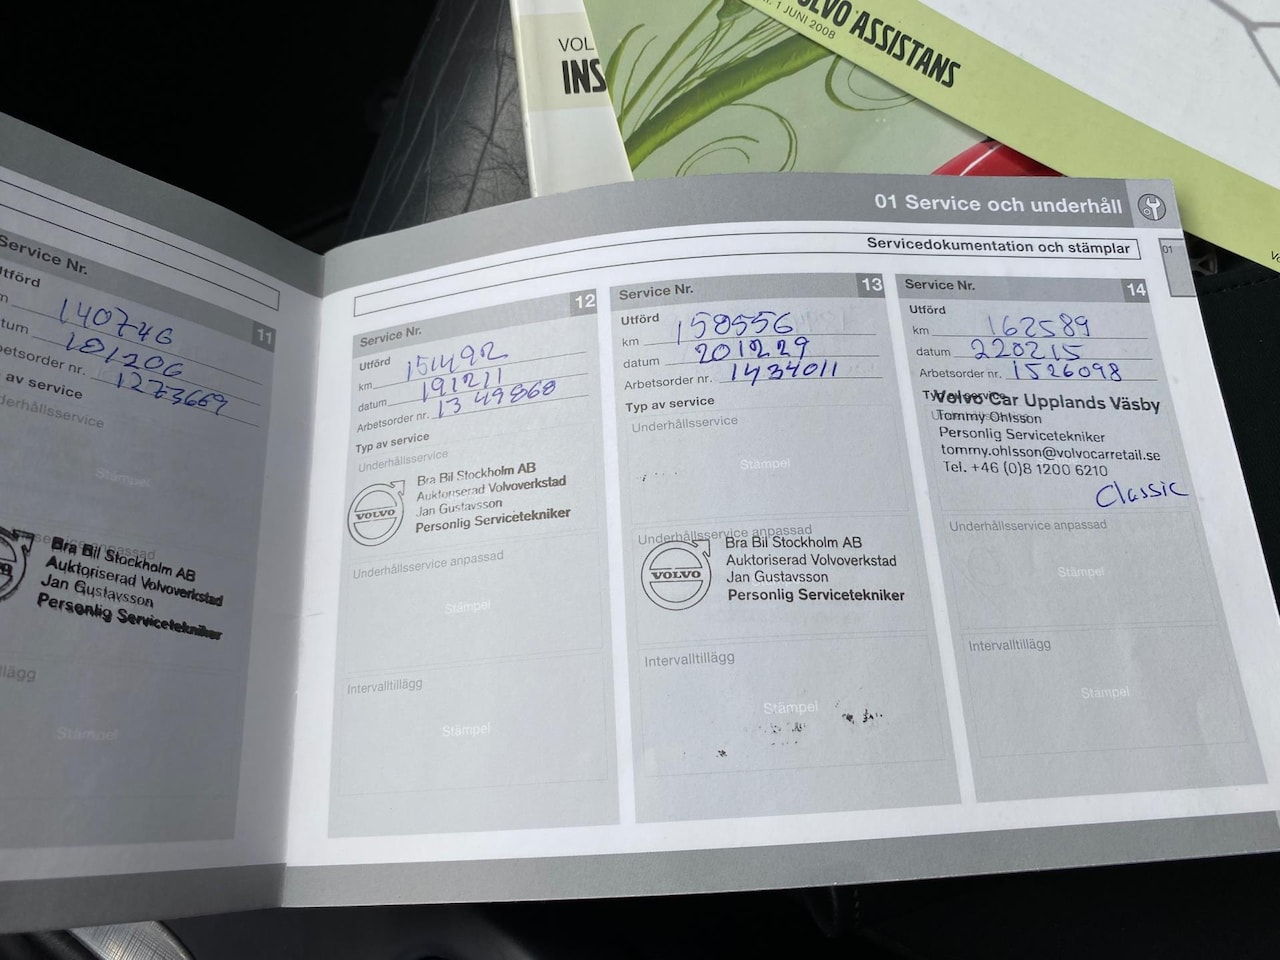 VOL
INS
VOLVO ASSISTANS
1 JUNI 2008
01 Service och underhåll
Servicedokumentation och stämplar
01
Service Nr.
11
Utförd
140746
181206
Arbetsorder nr. 1273669
av service
Underhållsservice
Stämpel
anpassad
Bra Bil Stockholm AB
Auktoriserad Volvoverkstad
Jan Gustavsson
Personlig Servicetekniker
Stämpel
Service Nr.
12
Utförd
km 151492
datum 191211
Arbetsorder nr. 1349868
Typ av service
Underhållsservice
VOLVO
Bra Bil Stockholm AB
Auktoriserad Volvoverkstad
Jan Gustavsson
Personlig Servicetekniker
Underhållsservice anpassad
Stämpel
Intervalltillägg
Stämpel
Service Nr.
13
Utförd
km 158556
datum 201229
Arbetsorder nr. 1434011
Typ av service
Underhållsservice
Stämpel
Underhållsservice anpassad
VOLVO
Bra Bil Stockholm AB
Auktoriserad Volvoverkstad
Jan Gustavsson
Personlig Servicetekniker
Intervalltillägg
Stämpel
Service Nr.
14
Utförd
km 162589
datum 220215
Arbetsorder nr. 1526098
Typ av service
Volvo Car Upplands Väsby
Tommy Ohlsson
Personlig Servicetekniker
tommy.ohlsson@volvocarretail.se
Tel. +46 (0)8 1200 6210
Classic
Underhållsservice anpassad
Stämpel
Intervalltillägg
Stämpel